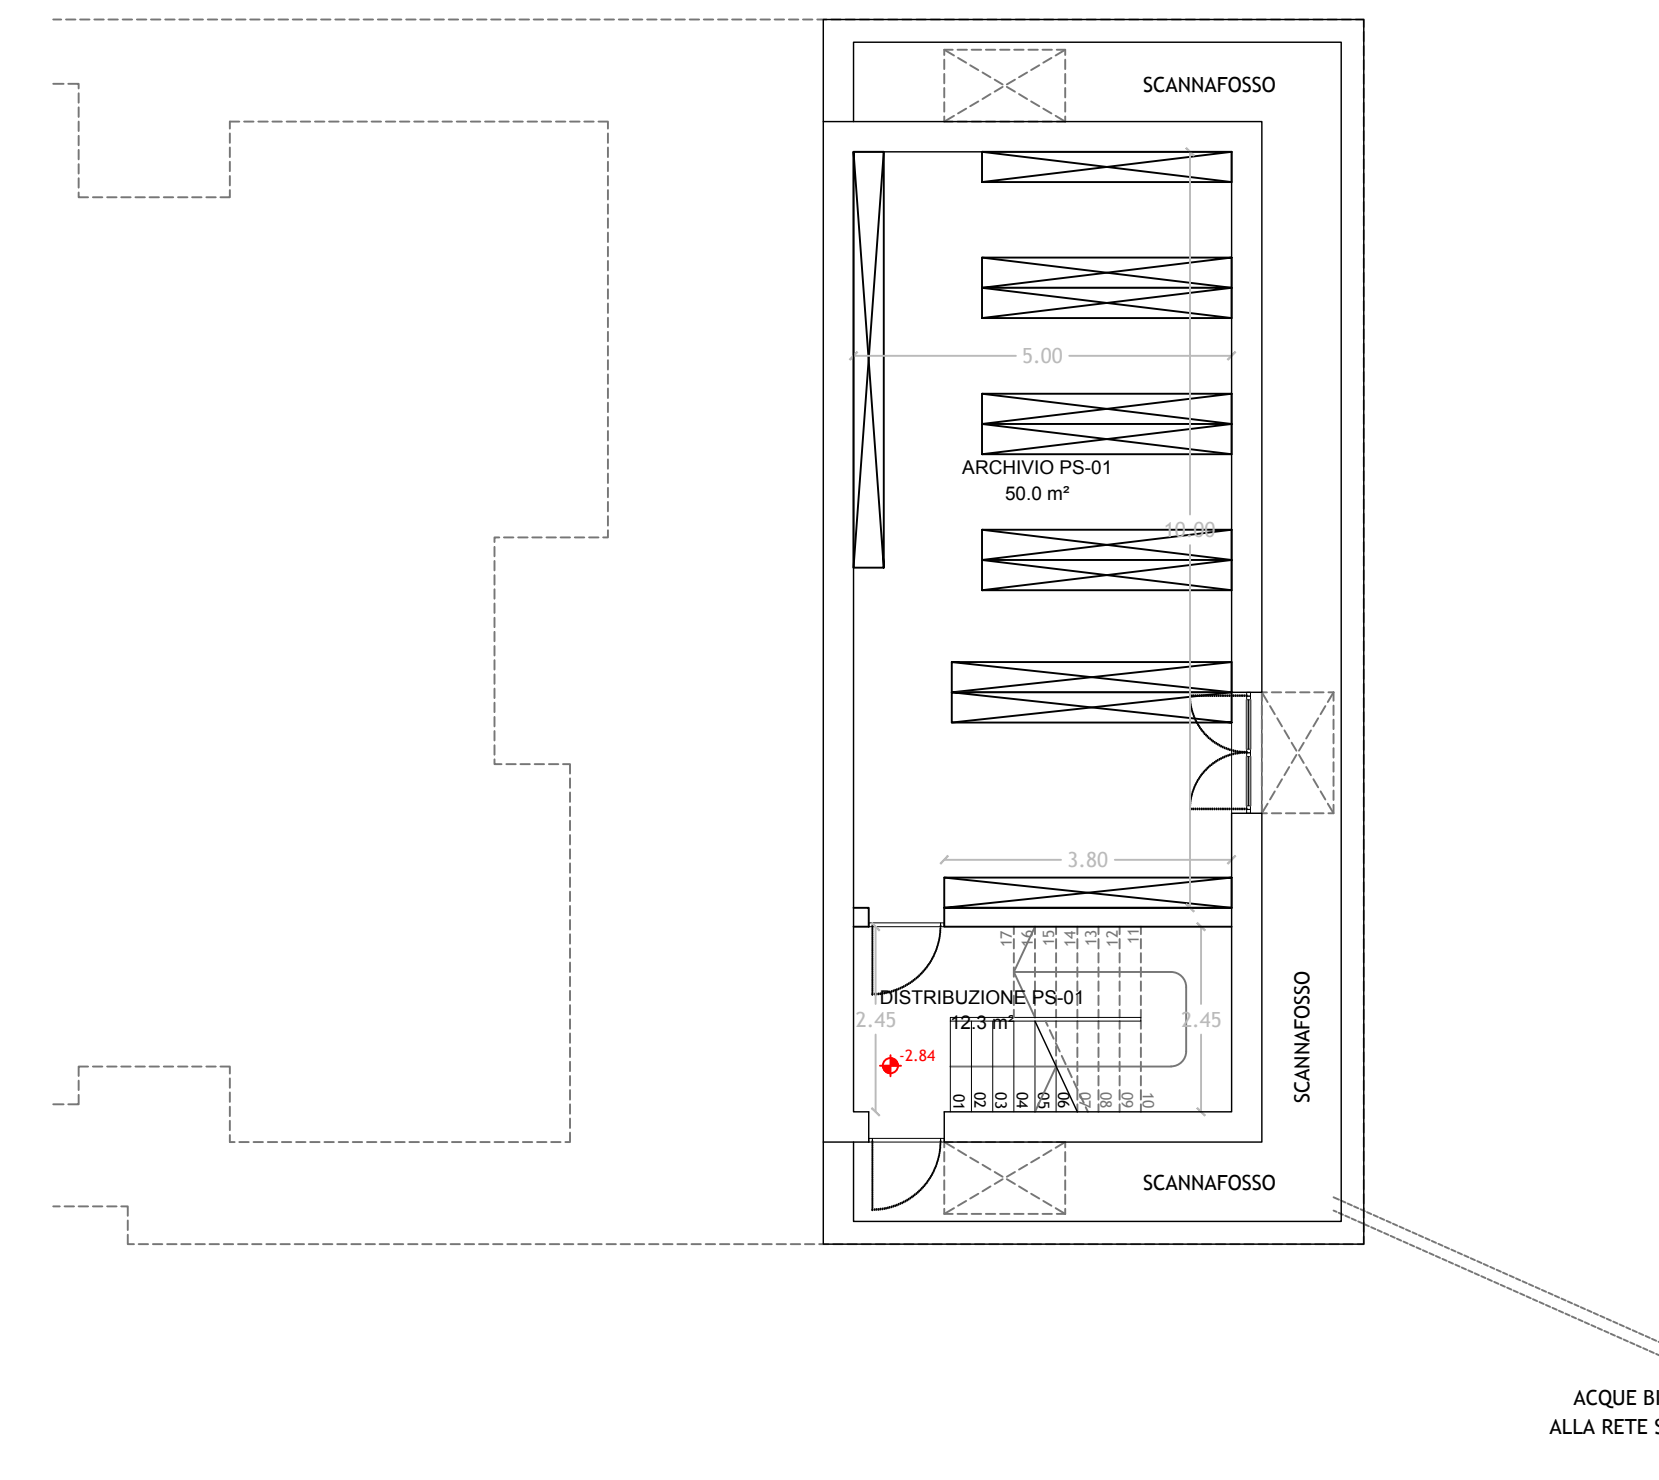 SCANNAFOSSO
5.00
ARCHIVIO PS-01
50.0 m²
10.00
3.80
17
16
15
14
13
12
11
DISTRIBUZIONE PS-01
12.3 m²
2.45
2.45
-2.84
01
02
03
04
05
06
07
08
09
10
SCANNAFOSSO
SCANNAFOSSO
ACQUE
ALLA RETE